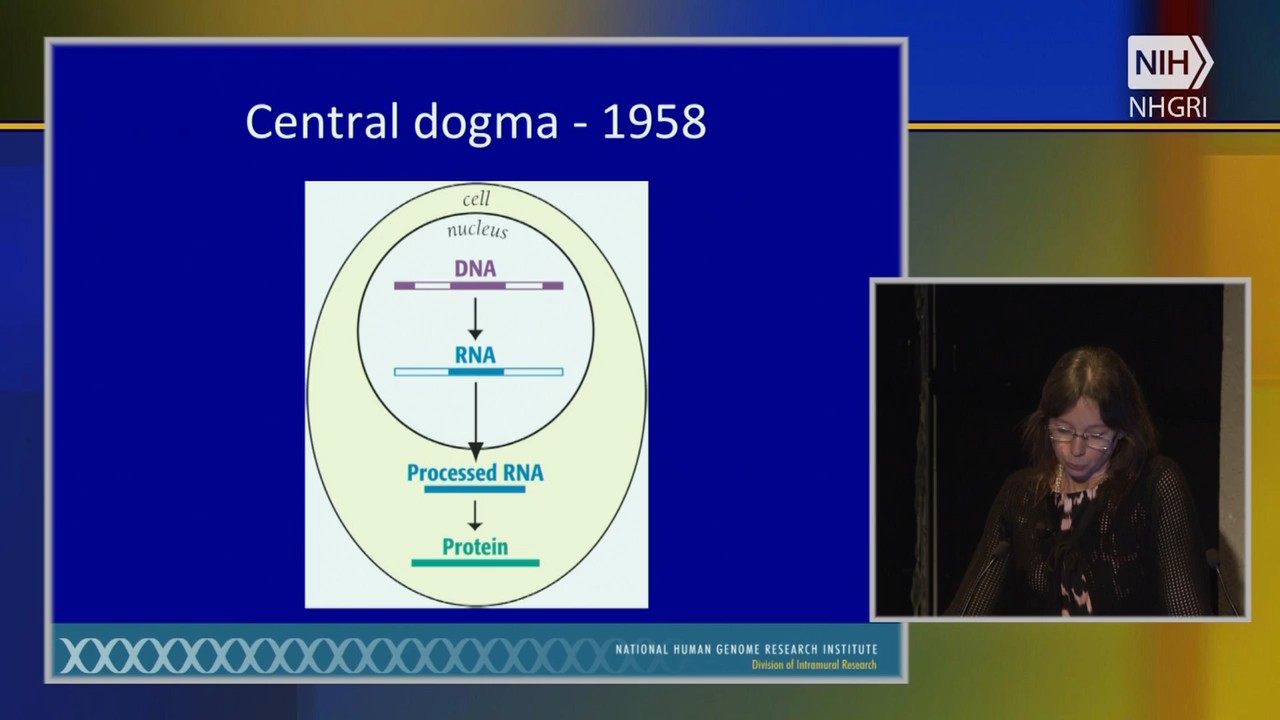 Central dogma - 1958
cell
nucleus
DNA
RNA
Processed RNA
Protein
NATIONAL HUMAN GENOME RESEARCH INSTITUTE
Division of Intramural Research
NIH
NHGRI